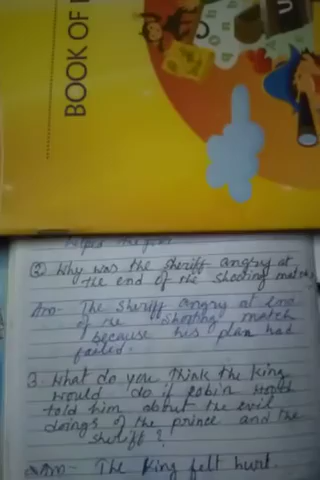 BOOK OF
helped the poor
② Why was the Sheriff angry at
the end of the shooting match,
Ans- The Sheriff angry at end
of the shooting match
because his plan had
failed.
3. What do you think the king
would do if robin
told him about the evil
doings of the prince and the
sheriff?
Ans- The King felt hurt.